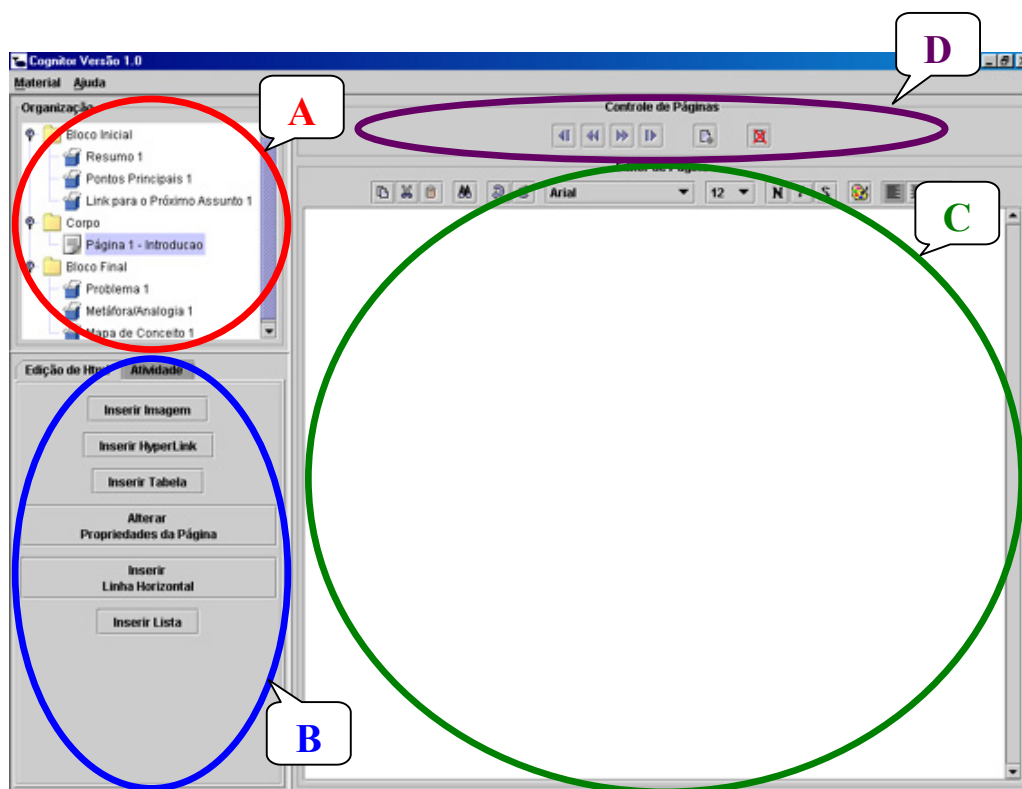 Cognitor Versão 1.0
D
Material Ajuda
Organização
A
Controle de Páginas
Bloco Inicial
Resumo 1
Pontos Principais 1
Link para o Próximo Assunto 1
Corpo
Página 1 - Introducao
Bloco Final
Problema 1
Metáfora/Analogia 1
Mapa de Conceito 1
Arial 12 N
C
Edição de Atividade
Inserir Imagem
Inserir HyperLink
Inserir Tabela
Alterar
Propriedades da Página
Inserir
Linha Horizontal
Inserir Lista
B